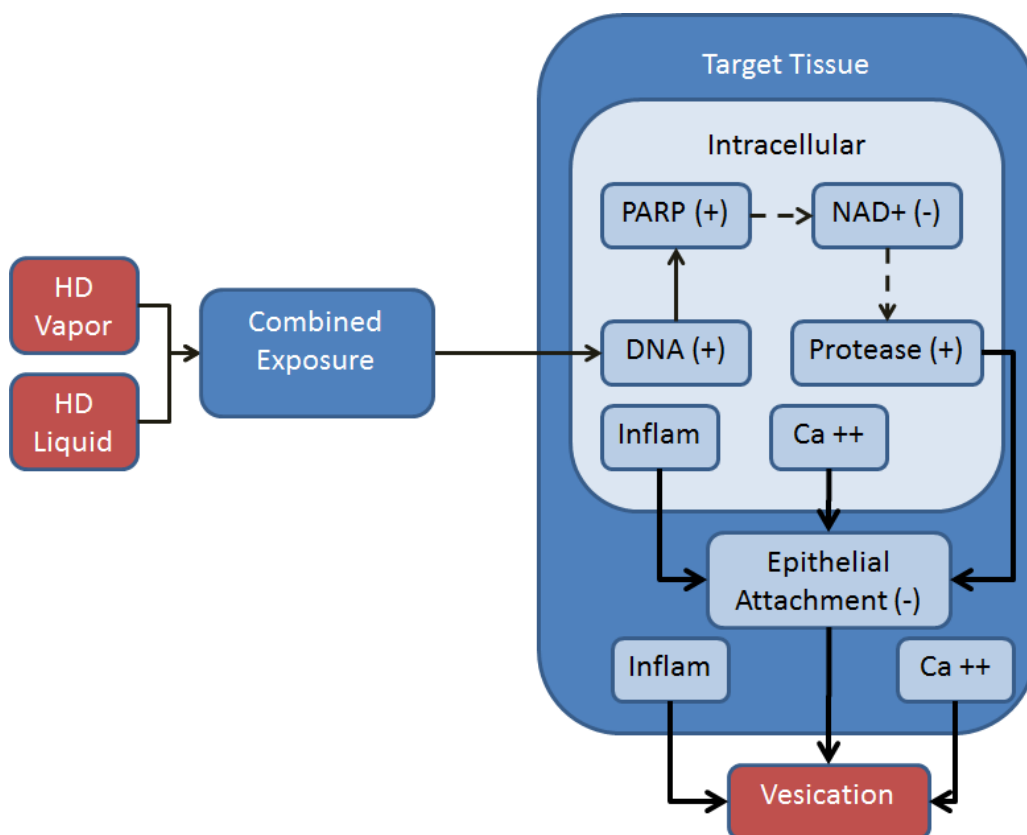 Target Tissue
Intracellular
PARP (+)
NAD+ (-)
HD
Vapor
Combined
Exposure
DNA (+)
Protease (+)
HD
Liquid
Inflam
Ca ++
Epithelial
Attachment (-)
Inflam
Ca ++
Vesication